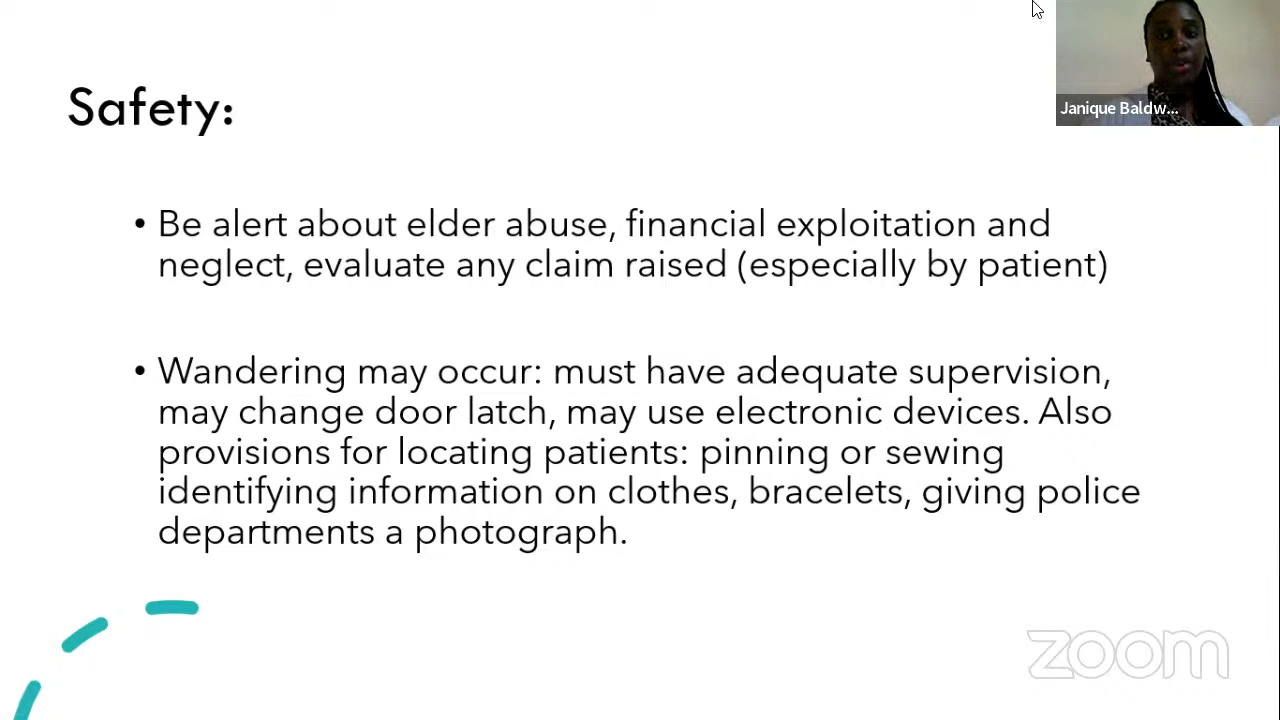 Safety:
Janique Baldw...
• Be alert about elder abuse, financial exploitation and
neglect, evaluate any claim raised (especially by patient)
• Wandering may occur: must have adequate supervision,
may change door latch, may use electronic devices. Also
provisions for locating patients: pinning or sewing
identifying information on clothes, bracelets, giving police
departments a photograph.
zoom